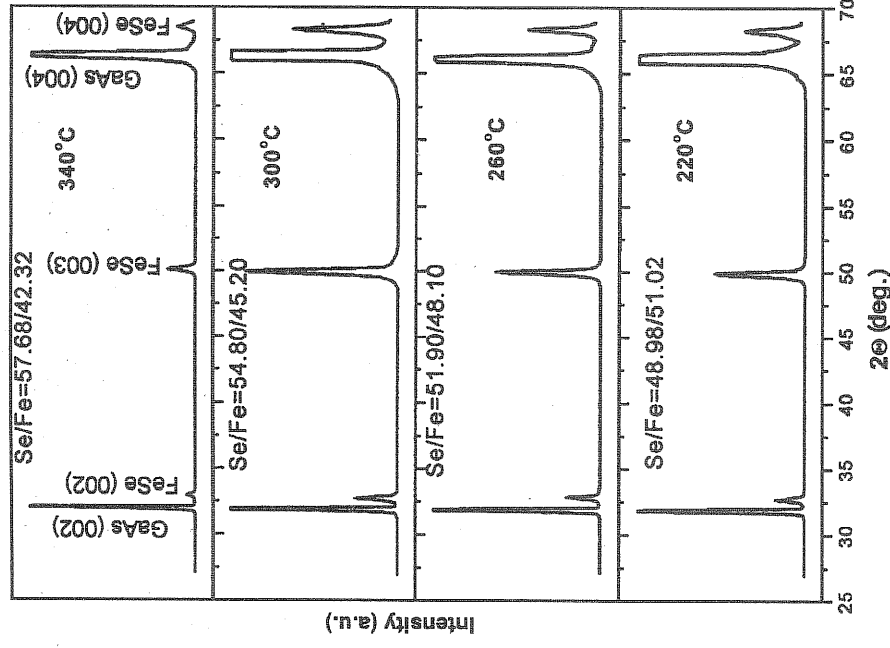 Se/Fe=57.68/42.32
340°C
GaAs (002)
FeSe (002)
FeSe (003)
GaAs (004)
FeSe (004)
Se/Fe=54.80/45.20
300°C
Se/Fe=51.90/48.10
260°C
Se/Fe=48.98/51.02
220°C
25 30 35 40 45 50 55 60 65 70
2Θ (deg.)
Intensity (a.u.)